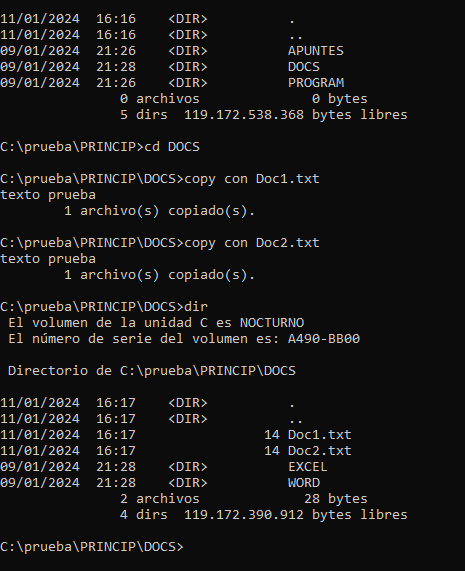 11/01/2024  16:16    <DIR>          .
11/01/2024  16:16    <DIR>          ..
09/01/2024  21:26    <DIR>          APUNTES
09/01/2024  21:28    <DIR>          DOCS
09/01/2024  21:26    <DIR>          PROGRAM
               0 archivos              0 bytes
               5 dirs  119.172.538.368 bytes libres

C:\prueba\PRINCIP>cd DOCS

C:\prueba\PRINCIP\DOCS>copy con Doc1.txt
texto prueba
        1 archivo(s) copiado(s).

C:\prueba\PRINCIP\DOCS>copy con Doc2.txt
texto prueba
        1 archivo(s) copiado(s).

C:\prueba\PRINCIP\DOCS>dir
 El volumen de la unidad C es NOCTURNO
 El número de serie del volumen es: A490-BB00

 Directorio de C:\prueba\PRINCIP\DOCS

11/01/2024  16:17    <DIR>          .
11/01/2024  16:17    <DIR>          ..
11/01/2024  16:17                14 Doc1.txt
11/01/2024  16:17                14 Doc2.txt
09/01/2024  21:28    <DIR>          EXCEL
09/01/2024  21:28    <DIR>          WORD
               2 archivos             28 bytes
               4 dirs  119.172.390.912 bytes libres

C:\prueba\PRINCIP\DOCS>